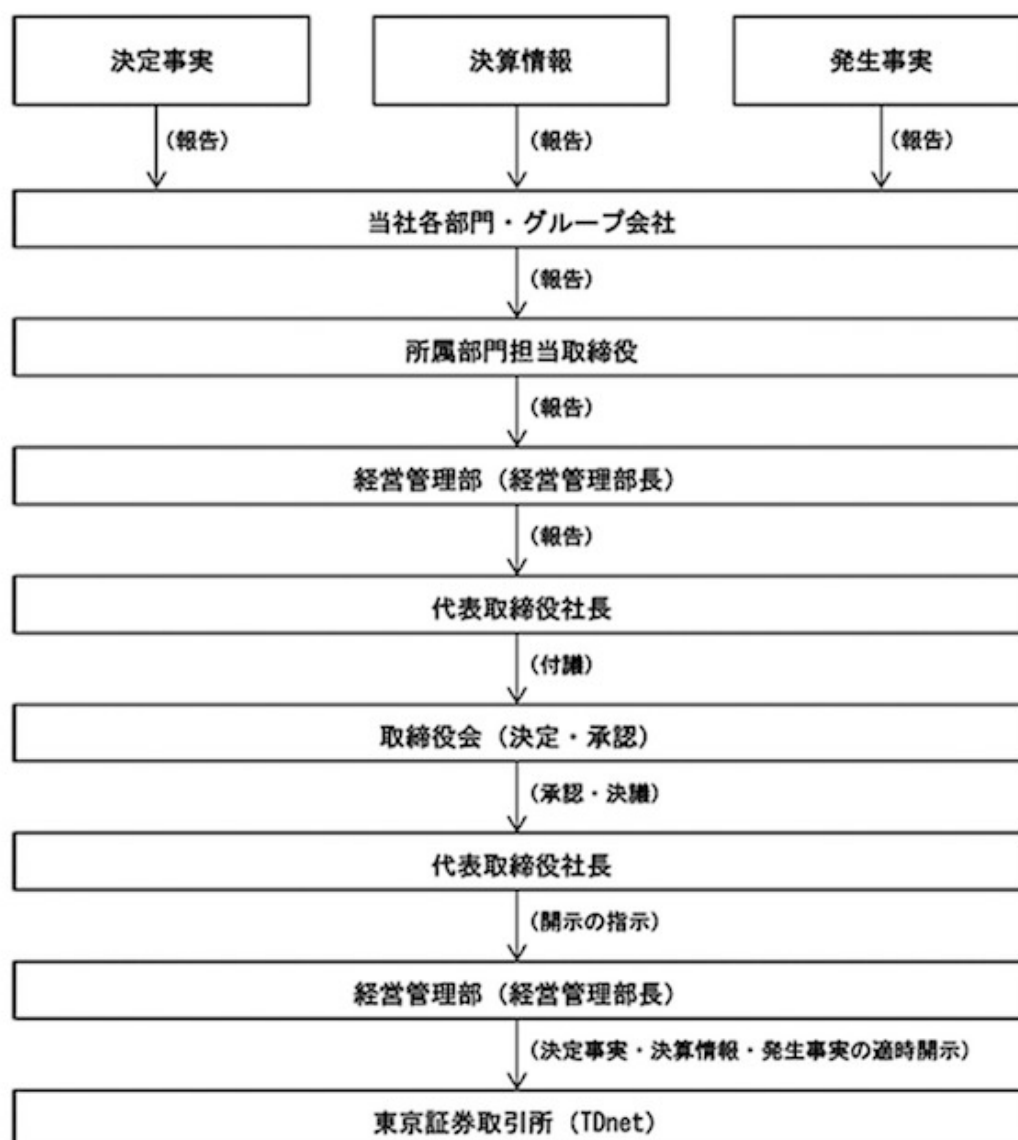 決定事実
決算情報
発生事実
(報告)
(報告)
(報告)
当社各部門・グループ会社
(報告)
所属部門担当取締役
(報告)
経営管理部（経営管理部長）
(報告)
代表取締役社長
(付議)
取締役会（決定・承認）
(承認・決議)
代表取締役社長
(開示の指示)
経営管理部（経営管理部長）
(決定事実・決算情報・発生事実の適時開示)
東京証券取引所（TDnet）